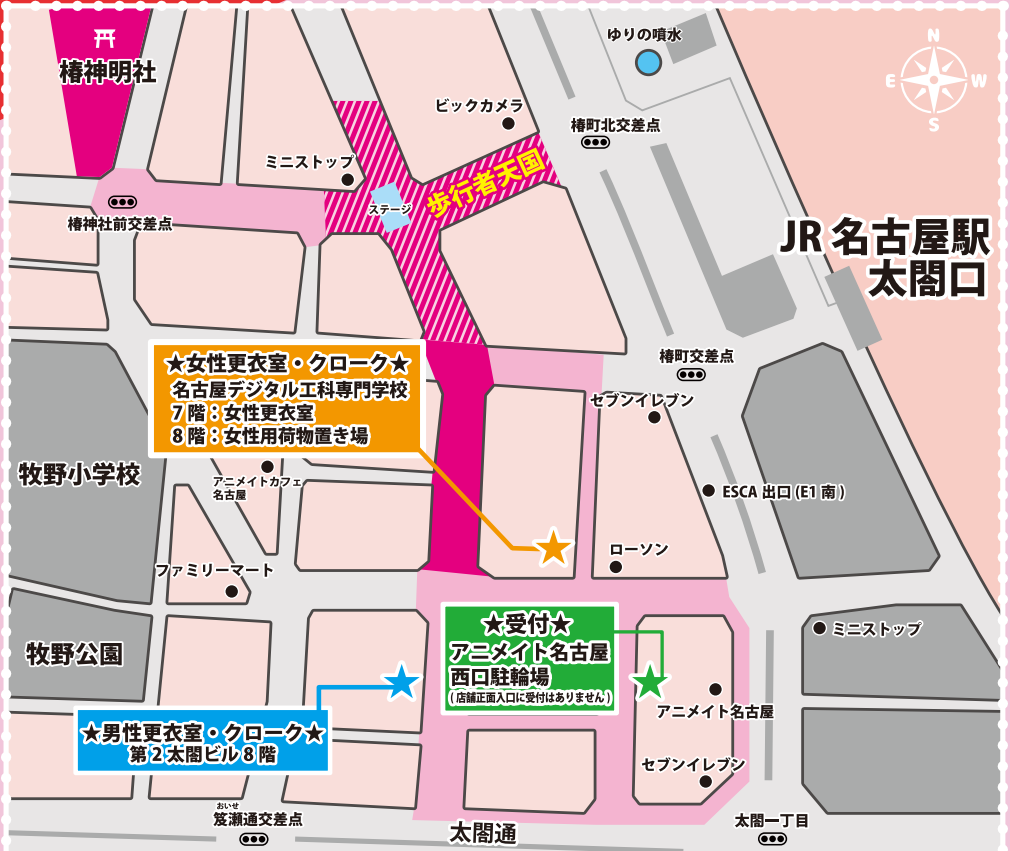 ゆりの噴水
N
E
W
S
椿神明社
ビックカメラ
椿町北交差点
ミニストップ
歩行者天国
ステージ
椿神社前交差点
JR 名古屋駅
太閤口
椿町交差点
★女性更衣室・クローク★
名古屋デジタル工科専門学校
7 階：女性更衣室
8 階：女性用荷物置き場
セブンイレブン
牧野小学校
アニメイトカフェ
名古屋
ESCA 出口 (E1 南 )
ローソン
ファミリーマート
★受付★
アニメイト名古屋
西口駐輪場
( 店舗正面入口に受付はありません )
ミニストップ
牧野公園
アニメイト名古屋
★男性更衣室・クローク★
第 2 太閤ビル 8 階
セブンイレブン
おいせ
笈瀬通交差点
太閤通
太閤一丁目